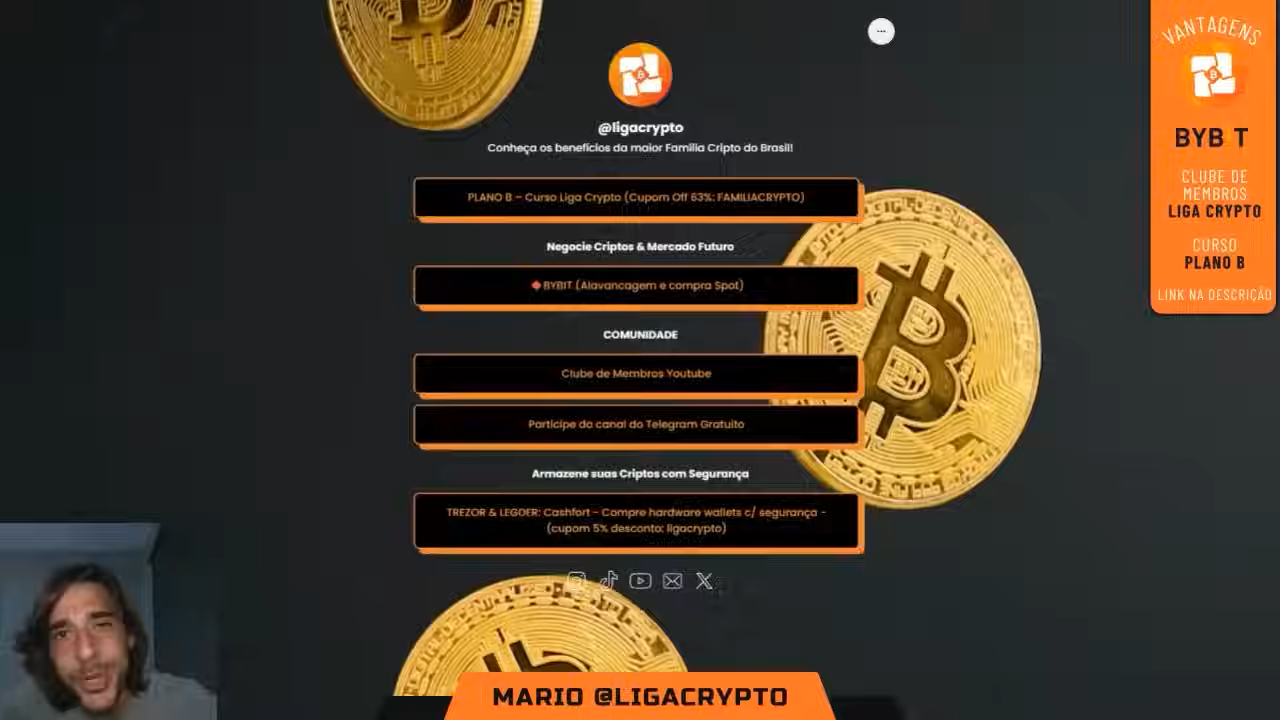 @ligacrypto
Conheça os benefícios da maior Família Cripto do Brasil!
PLANO B – Curso Liga Crypto (Cupom Off 63%: FAMILIACRYPTO)
Negocie Criptos & Mercado Futuro
BYBIT (Alavancagem e compra Spot)
COMUNIDADE
Clube de Membros Youtube
Participe do canal do Telegram Gratuito
Armazene suas Criptos com Segurança
TREZOR & LEGDER: Cashfort - Compre hardware wallets c/ segurança -
(cupom 5% desconto: ligacrypto)
MARIO @LIGACRYPTO
VANTAGENS
BYB T
CLUBE DE
MEMBROS
LIGA CRYPTO
CURSO
PLANO B
LINK NA DESCRIÇÃO